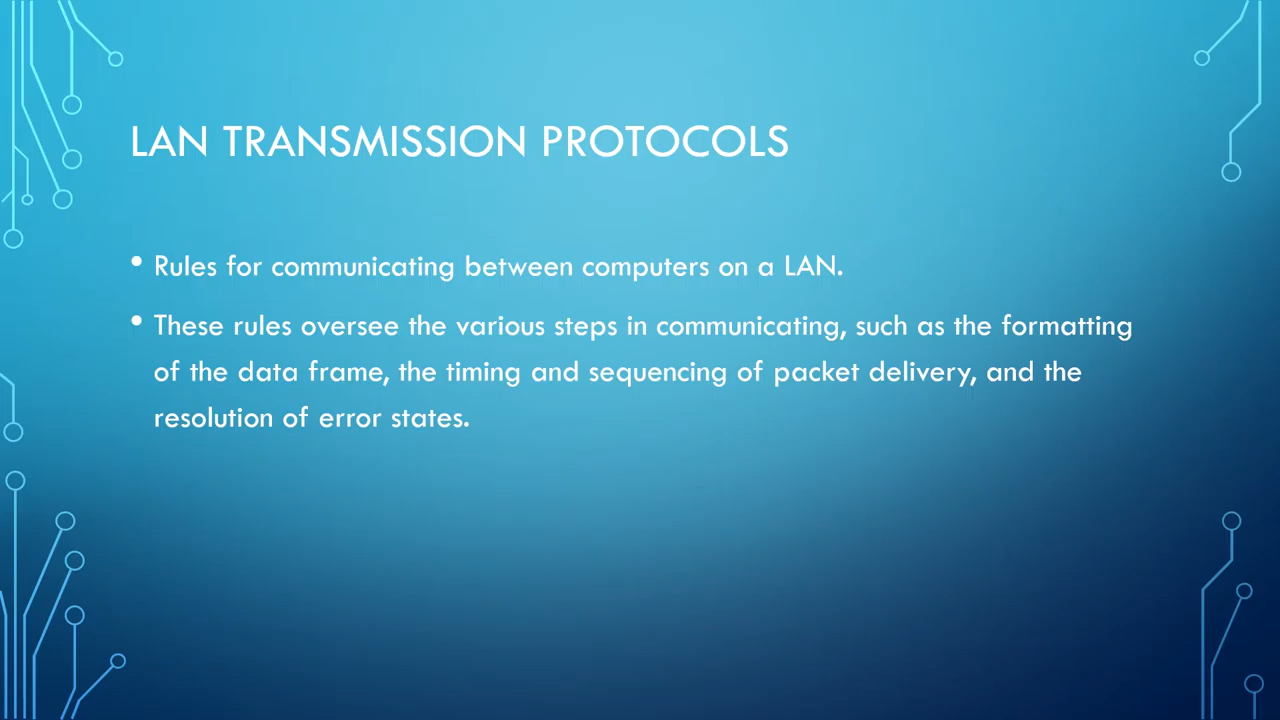 LAN TRANSMISSION PROTOCOLS
• Rules for communicating between computers on a LAN.
• These rules oversee the various steps in communicating, such as the formatting
of the data frame, the timing and sequencing of packet delivery, and the
resolution of error states.